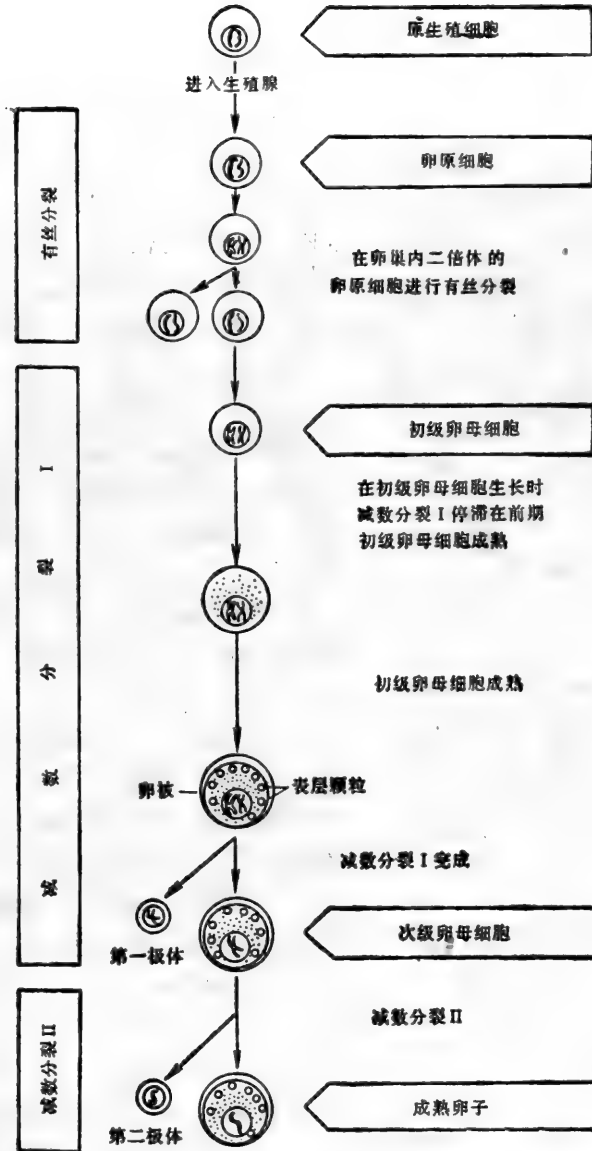 原生殖细胞
进入生殖腺
卵原细胞
有丝分裂
在卵巢内二倍体的
卵原细胞进行有丝分裂
初级卵母细胞
在初级卵母细胞生长时
减数分裂 I 停滞在前期
初级卵母细胞成熟
减数分裂 I
初级卵母细胞成熟
卵被
表层颗粒
减数分裂 I 完成
次级卵母细胞
第一极体
减数分裂 II
减数分裂 II
成熟卵子
第二极体